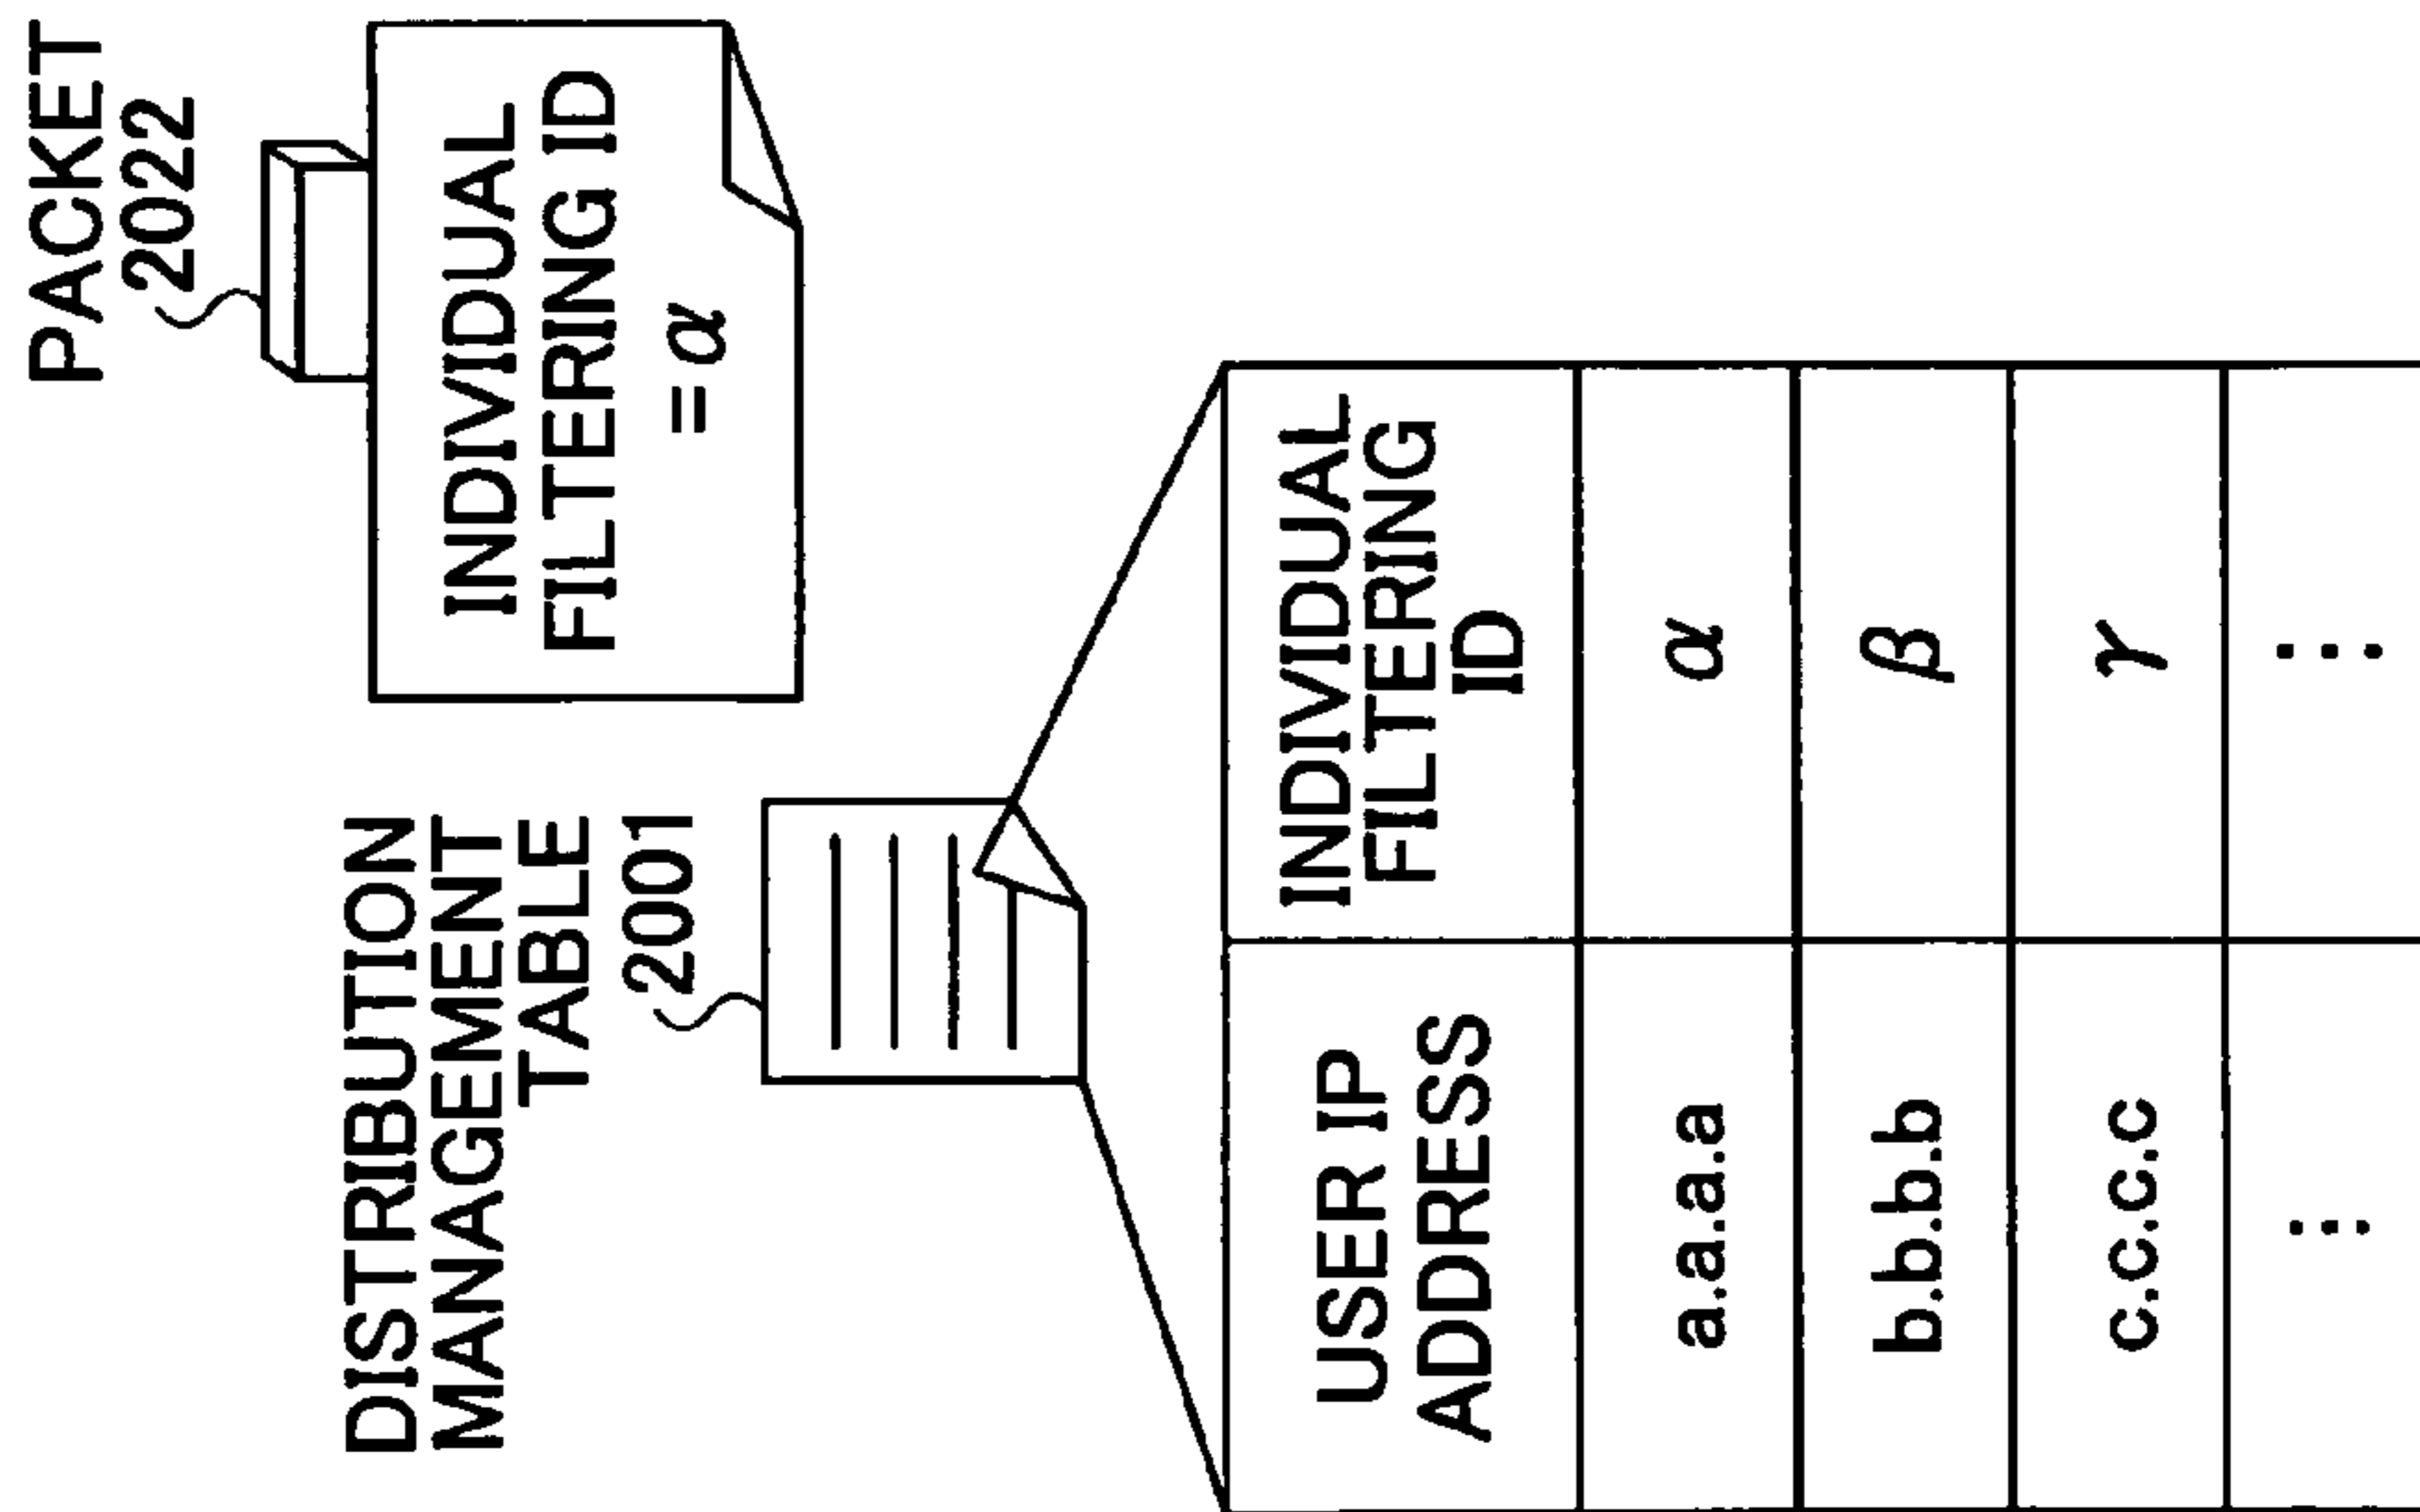 PACKET
2022
INDIVIDUAL
FILTERING ID
=α
DISTRIBUTION
MANAGEMENT
TABLE
2001
USER IP
ADDRESS
INDIVIDUAL
FILTERING
ID
a.a.a.a
α
b.b.b.b
β
c.c.c.c
γ
⋮
⋮